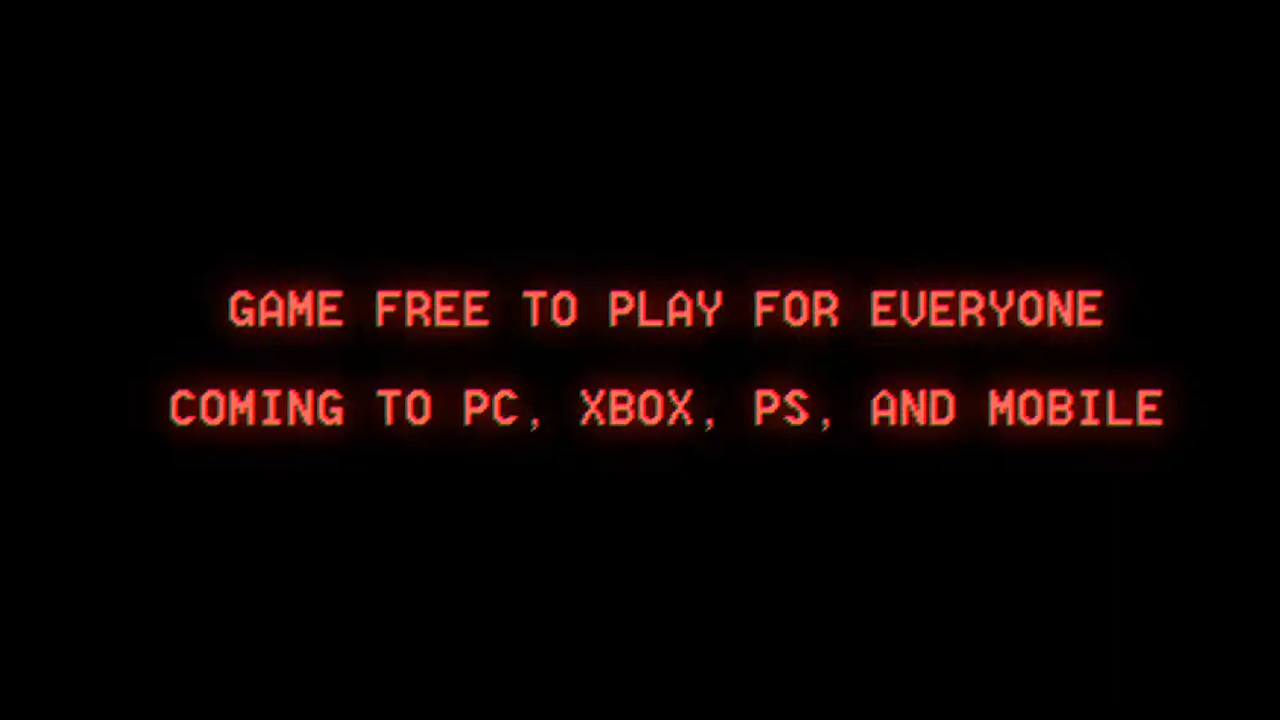 GAME FREE TO PLAY FOR EVERYONE
COMING TO PC, XBOX, PS, AND MOBILE